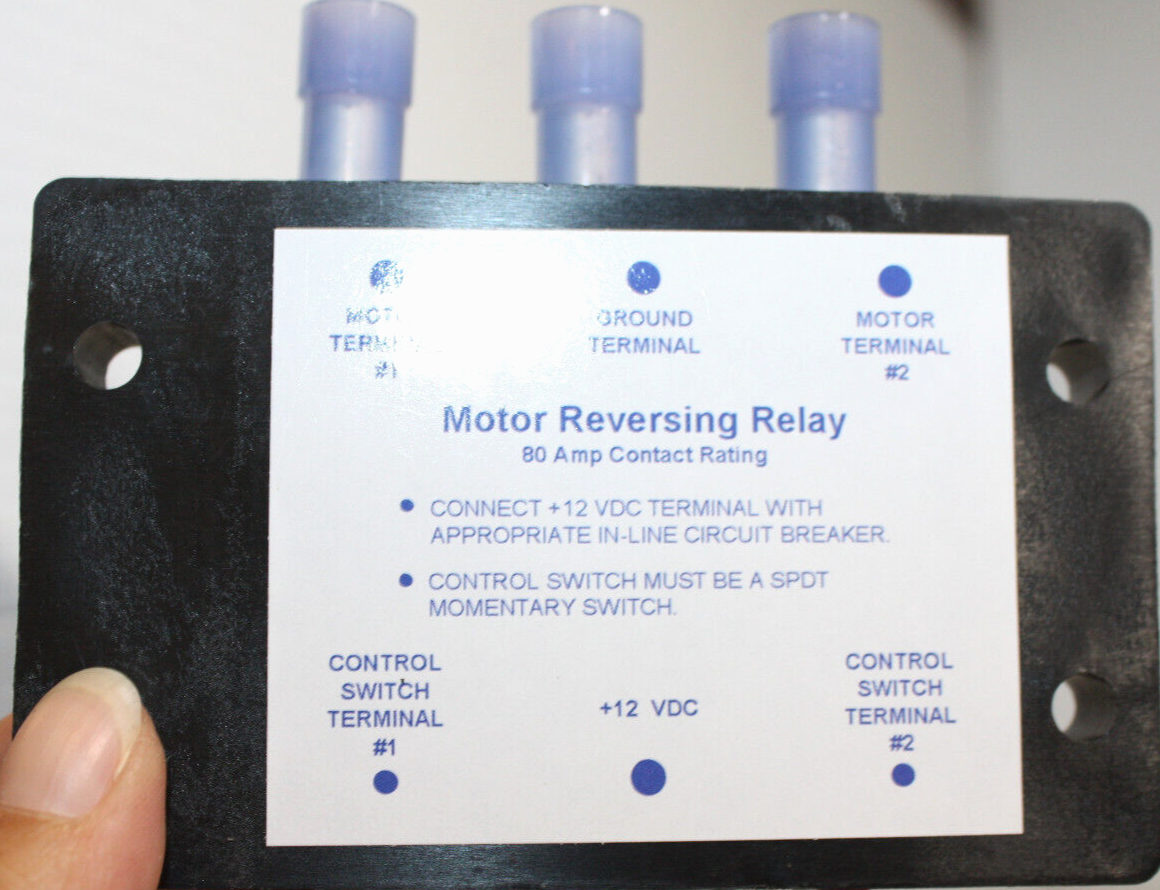 GROUND
TERMINAL
MOTOR
TERMINAL
#2
#1
Motor Reversing Relay
80 Amp Contact Rating
CONNECT +12 VDC TERMINAL WITH
APPROPRIATE IN-LINE CIRCUIT BREAKER.
CONTROL SWITCH MUST BE A SPDT
MOMENTARY SWITCH.
CONTROL
SWITCH
TERMINAL
#1
+12 VDC
CONTROL
SWITCH
TERMINAL
#2